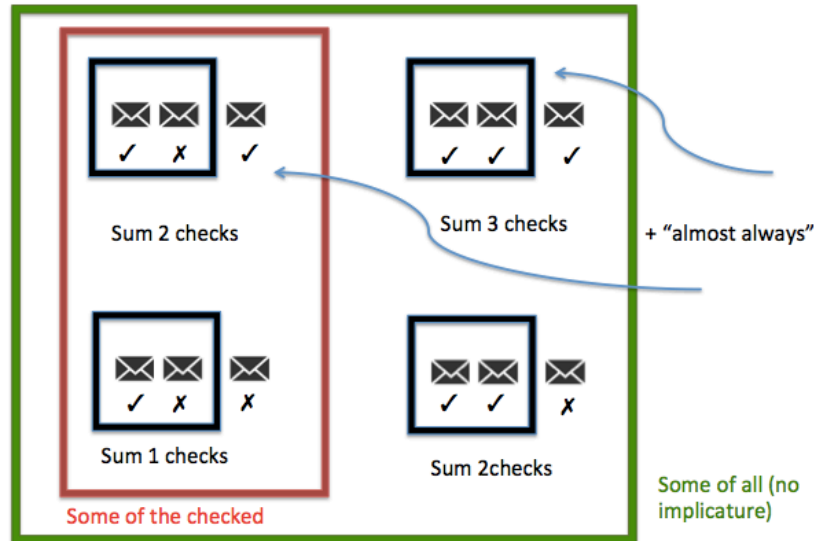 ✓ ✗ ✓
✓ ✓ ✓
Sum 2 checks
Sum 3 checks
+ “almost always”
✓ ✗ ✗
✓ ✓ ✗
Sum 1 checks
Sum 2checks
Some of the checked
Some of all (no
implicature)